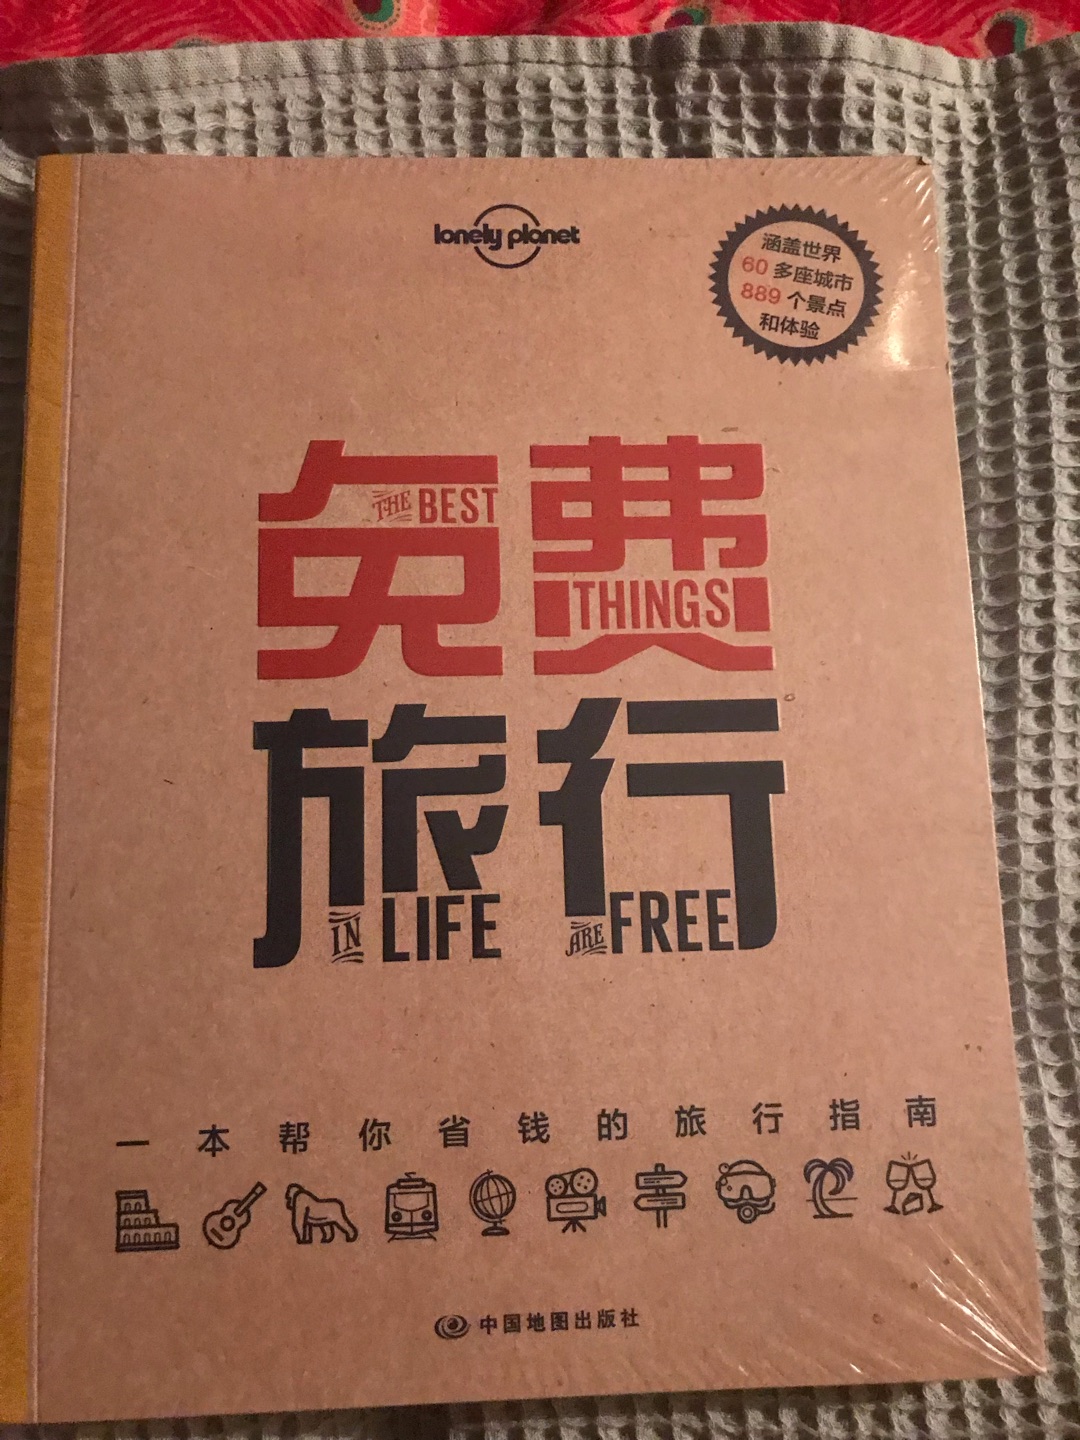 lonely planet
涵盖世界
60 多座城市
889 个景点
和体验
免费
THE BEST
THINGS
旅行
IN LIFE
ARE FREE
一本帮你省钱的旅行指南
中国地图出版社